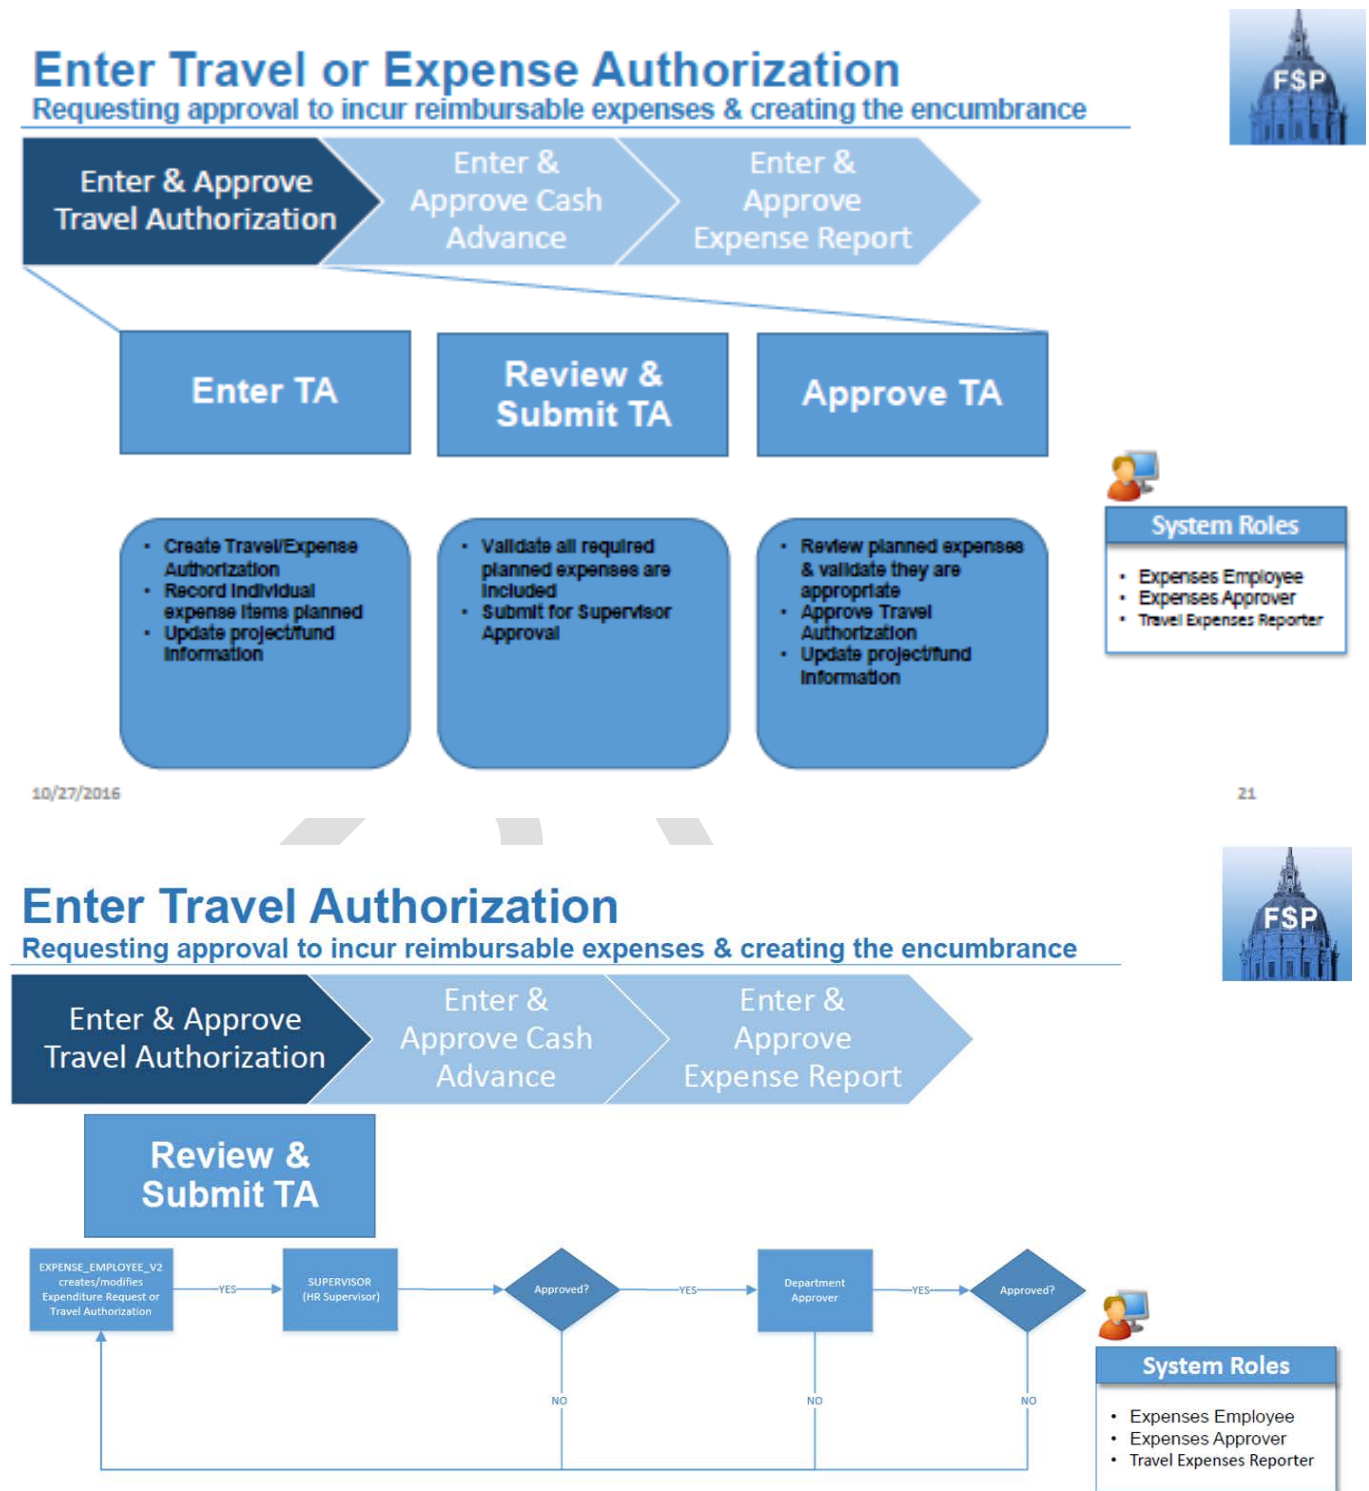 Enter Travel or Expense Authorization
Requesting approval to incur reimbursable expenses & creating the encumbrance
F$P
Enter & Approve
Travel Authorization
Enter &
Approve Cash
Advance
Enter &
Approve
Expense Report
Enter TA
Review &
Submit TA
Approve TA
• Create Travel/Expense
Authorization
• Record individual
expense items planned
• Update project/fund
information
• Validate all required
planned expenses are
included
• Submit for Supervisor
Approval
• Review planned expenses
& validate they are
appropriate
• Approve Travel
Authorization
• Update project/fund
information
System Roles
• Expenses Employee
• Expenses Approver
• Travel Expenses Reporter
10/27/2016
21
Enter Travel Authorization
Requesting approval to incur reimbursable expenses & creating the encumbrance
F$P
Enter & Approve
Travel Authorization
Enter &
Approve Cash
Advance
Enter &
Approve
Expense Report
Review &
Submit TA
EXPENSE_EMPLOYEE_V2
creates/modifies
Expenditure Request or
Travel Authorization
YES
SUPERVISOR
(HR Supervisor)
Approved?
YES
Department
Approver
YES
Approved?
NO
NO
NO
System Roles
• Expenses Employee
• Expenses Approver
• Travel Expenses Reporter